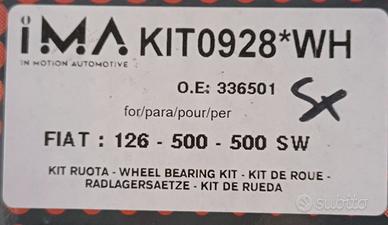 iMA KIT0928*WH
IN MOTION AUTOMOTIVE
O.E: 336501
SX
for/para/pour/per
FIAT : 126 - 500 - 500 SW
KIT RUOTA - WHEEL BEARING KIT - KIT DE ROUE -
RADLAGERSAETZE - KIT DE RUEDA
subito